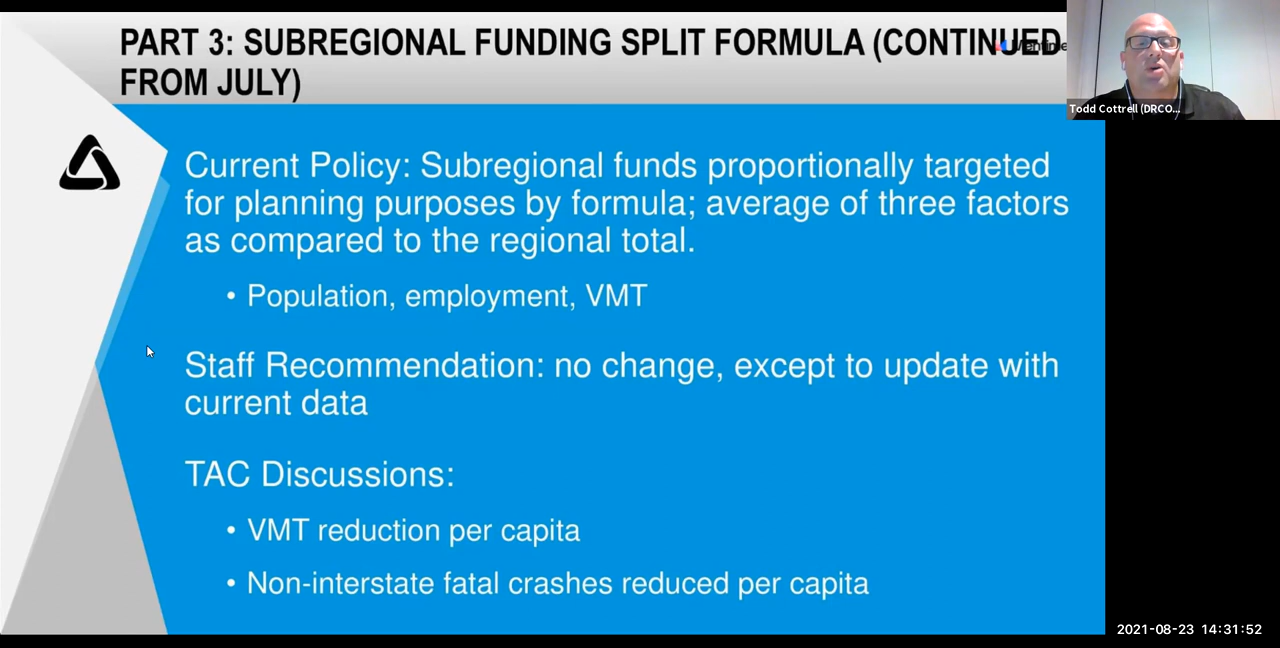 PART 3: SUBREGIONAL FUNDING SPLIT FORMULA (CONTINUED
FROM JULY)
Todd Cottrell (DRCO...
Current Policy: Subregional funds proportionally targeted
for planning purposes by formula; average of three factors
as compared to the regional total.
• Population, employment, VMT
Staff Recommendation: no change, except to update with
current data
TAC Discussions:
• VMT reduction per capita
• Non-interstate fatal crashes reduced per capita
2021-08-23 14:31:52